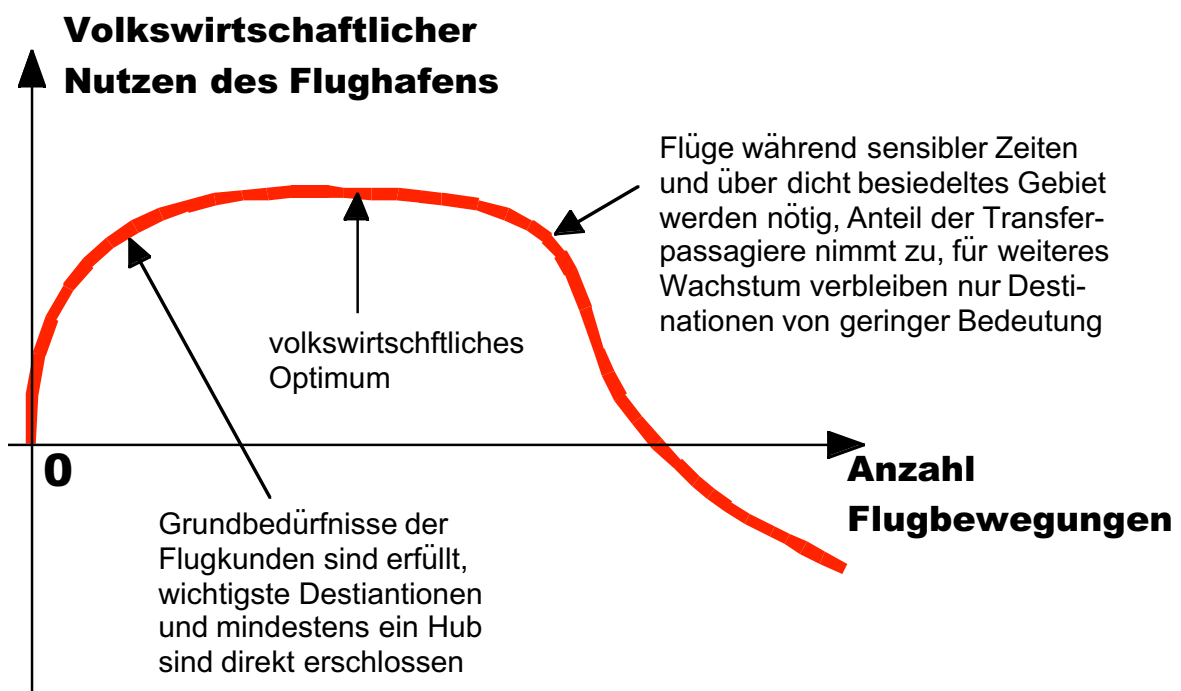 Volkswirtschaftlicher
Nutzen des Flughafens
Flüge während sensibler Zeiten
und über dicht besiedeltes Gebiet
werden nötig, Anteil der Transfer-
passagiere nimmt zu, für weiteres
Wachstum verbleiben nur Desti-
nationen von geringer Bedeutung
volkswirtschftliches
Optimum
0
Anzahl
Flugbewegungen
Grundbedürfnisse der
Flugkunden sind erfüllt,
wichtigste Destiantionen
und mindestens ein Hub
sind direkt erschlossen